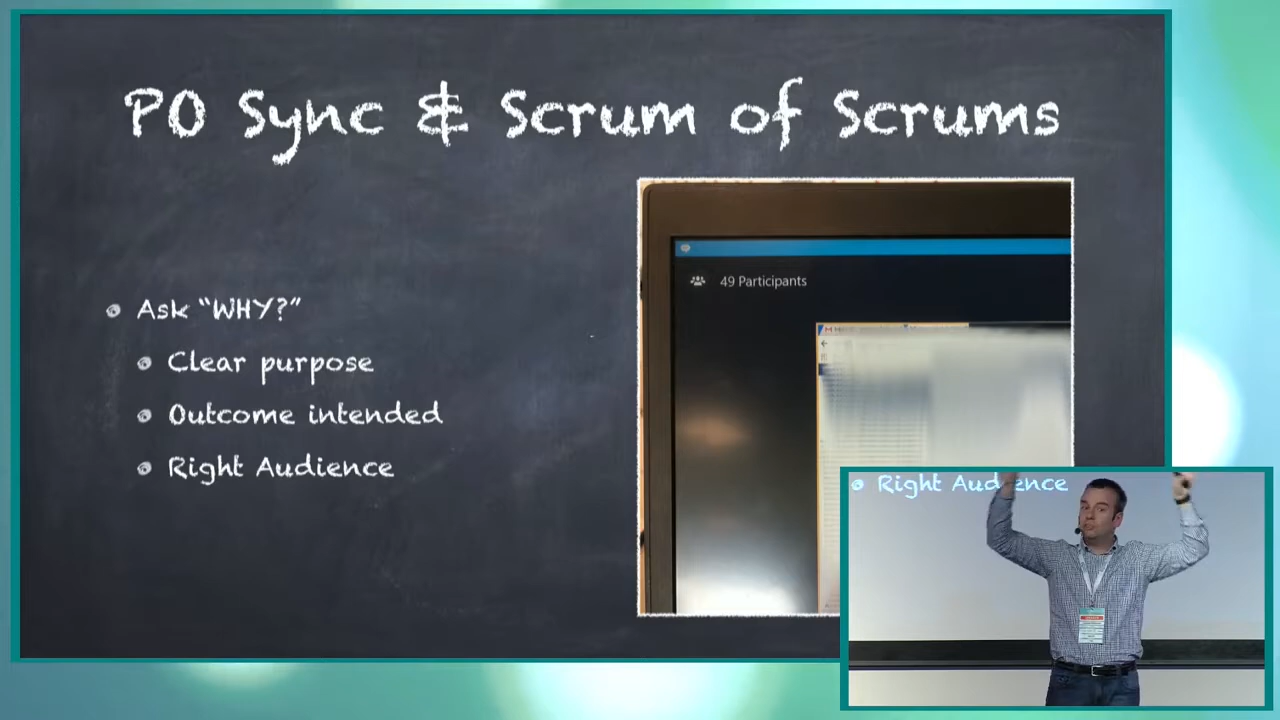 PO Sync & Scrum of Scrums
Ask “WHY?”
Clear purpose
Outcome intended
Right Audience
49 Participants
Right Audience